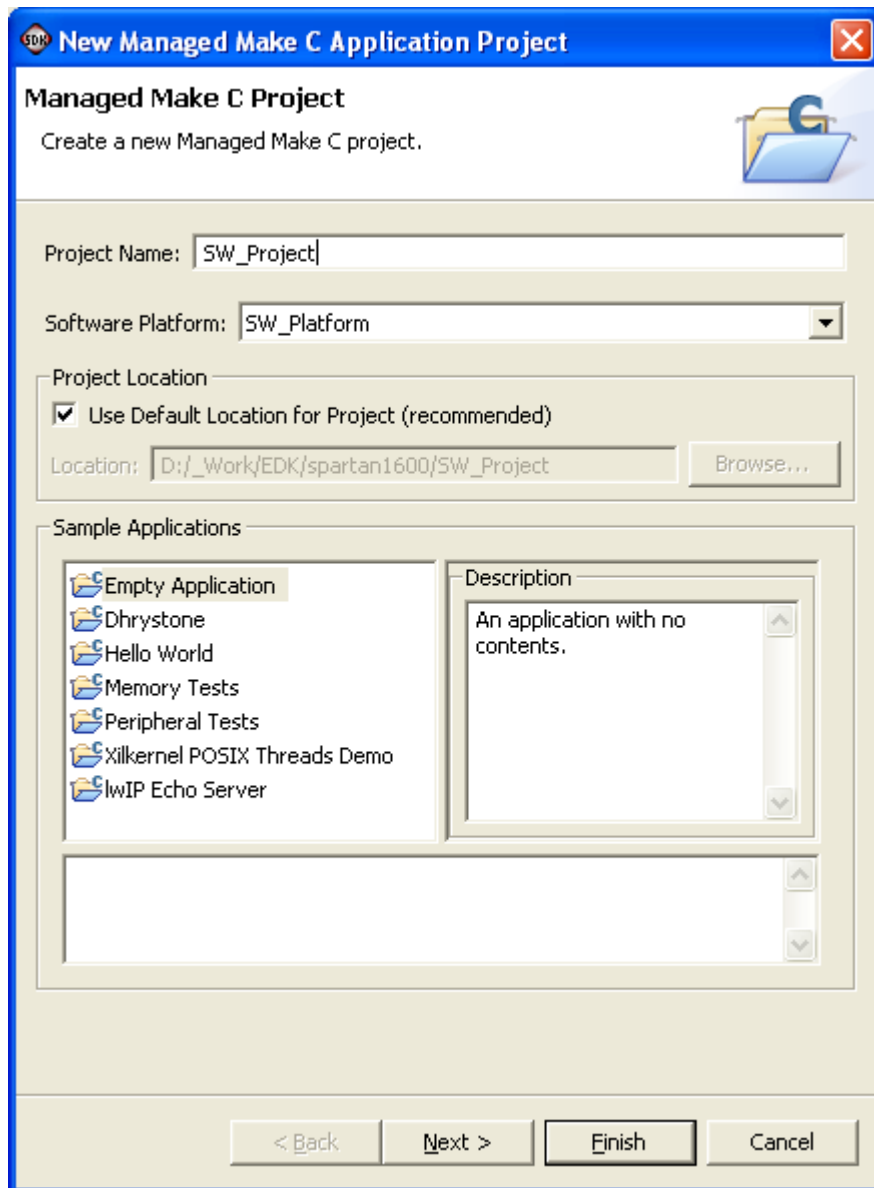 SDK New Managed Make C Application Project
Managed Make C Project
Create a new Managed Make C project.
C
Project Name: SW_Project
Software Platform: SW_Platform
Project Location
Use Default Location for Project (recommended)
Location: D:/_Work/EDK/spartan1600/SW_Project Browse...
Sample Applications
Empty Application
Dhrystone
Hello World
Memory Tests
Peripheral Tests
Xilkernel POSIX Threads Demo
lwIP Echo Server
Description
An application with no
contents.
< Back Next > Finish Cancel